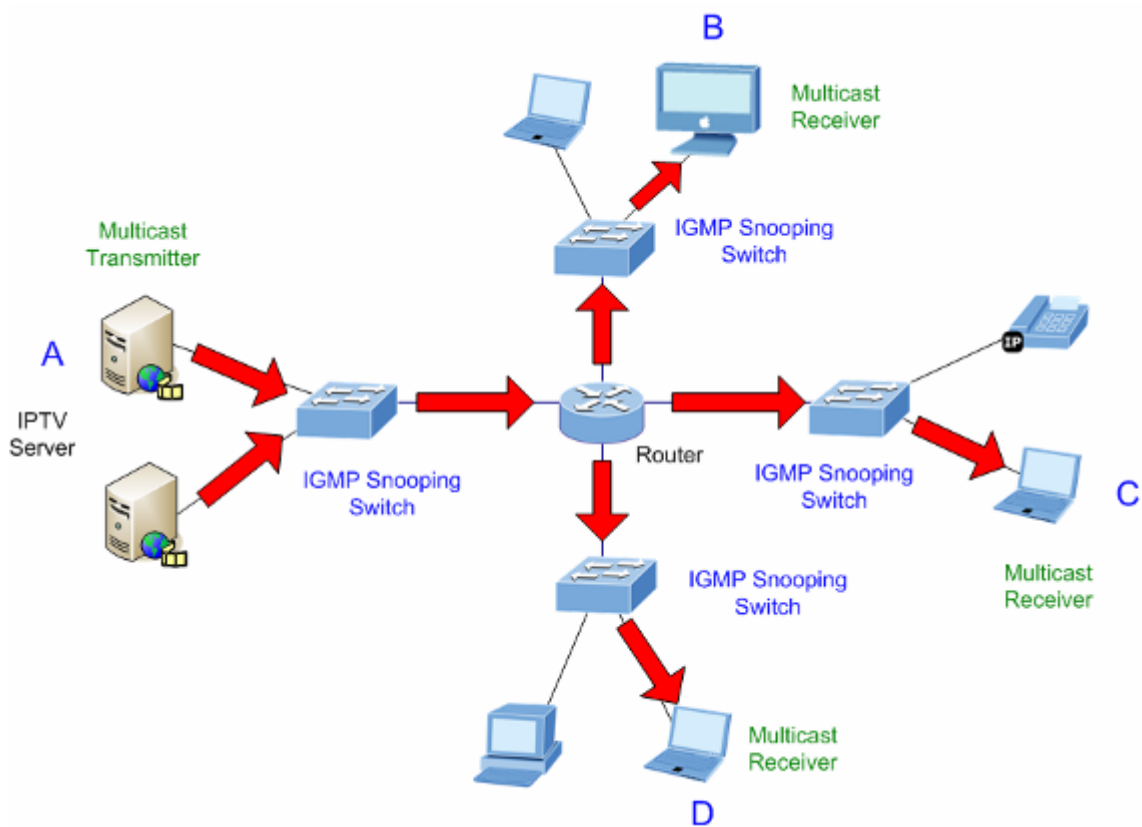 B
Multicast
Receiver
IGMP Snooping
Switch
Multicast
Transmitter
A
IPTV
Server
IGMP Snooping
Switch
Router
IP
IGMP Snooping
Switch
C
Multicast
Receiver
IGMP Snooping
Switch
Multicast
Receiver
D